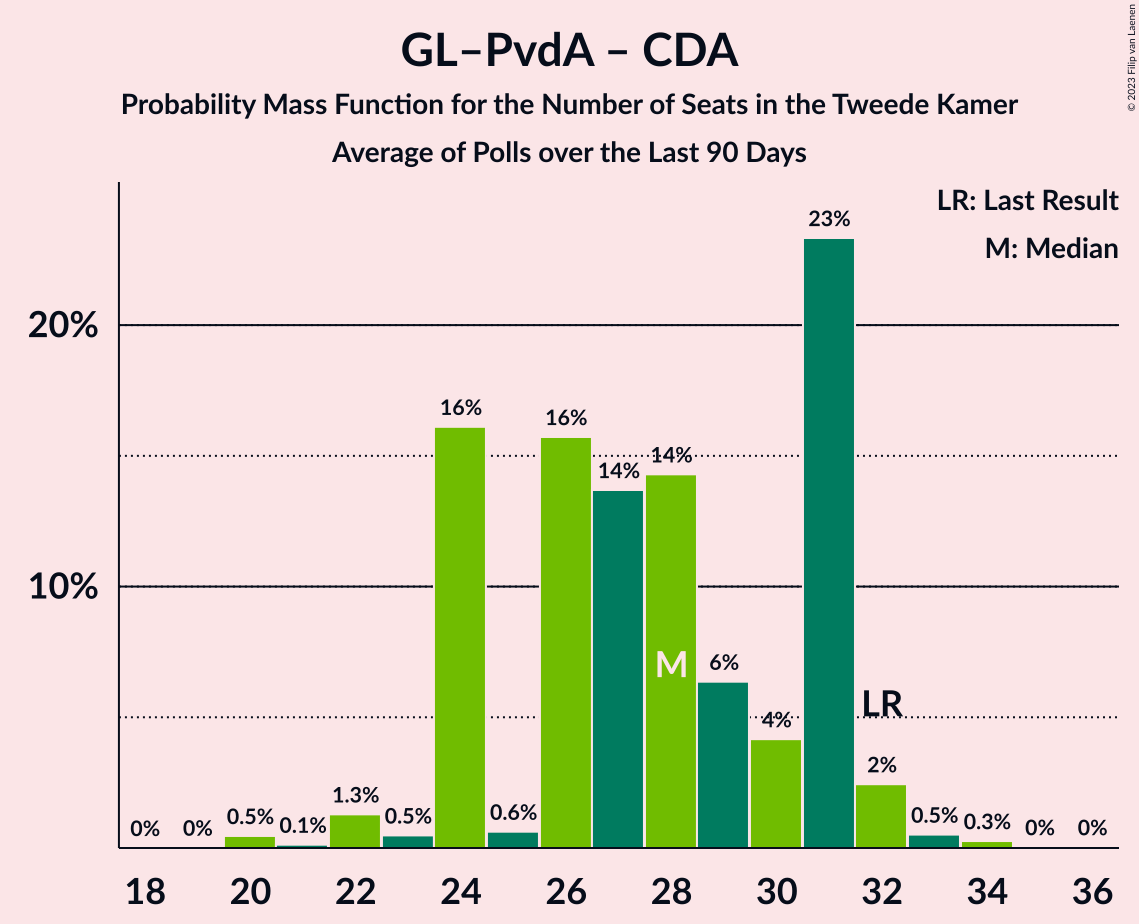 GL–PvdA – CDA
Probability Mass Function for the Number of Seats in the Tweede Kamer
Average of Polls over the Last 90 Days
© 2023 Filip van Laenen
LR: Last Result
M: Median
20%
10%
0%
0%
0.5%
0.1%
1.3%
0.5%
16%
0.6%
16%
14%
14%
M
6%
4%
23%
LR
2%
0.5%
0.3%
0%
0%
18 20 22 24 26 28 30 32 34 36